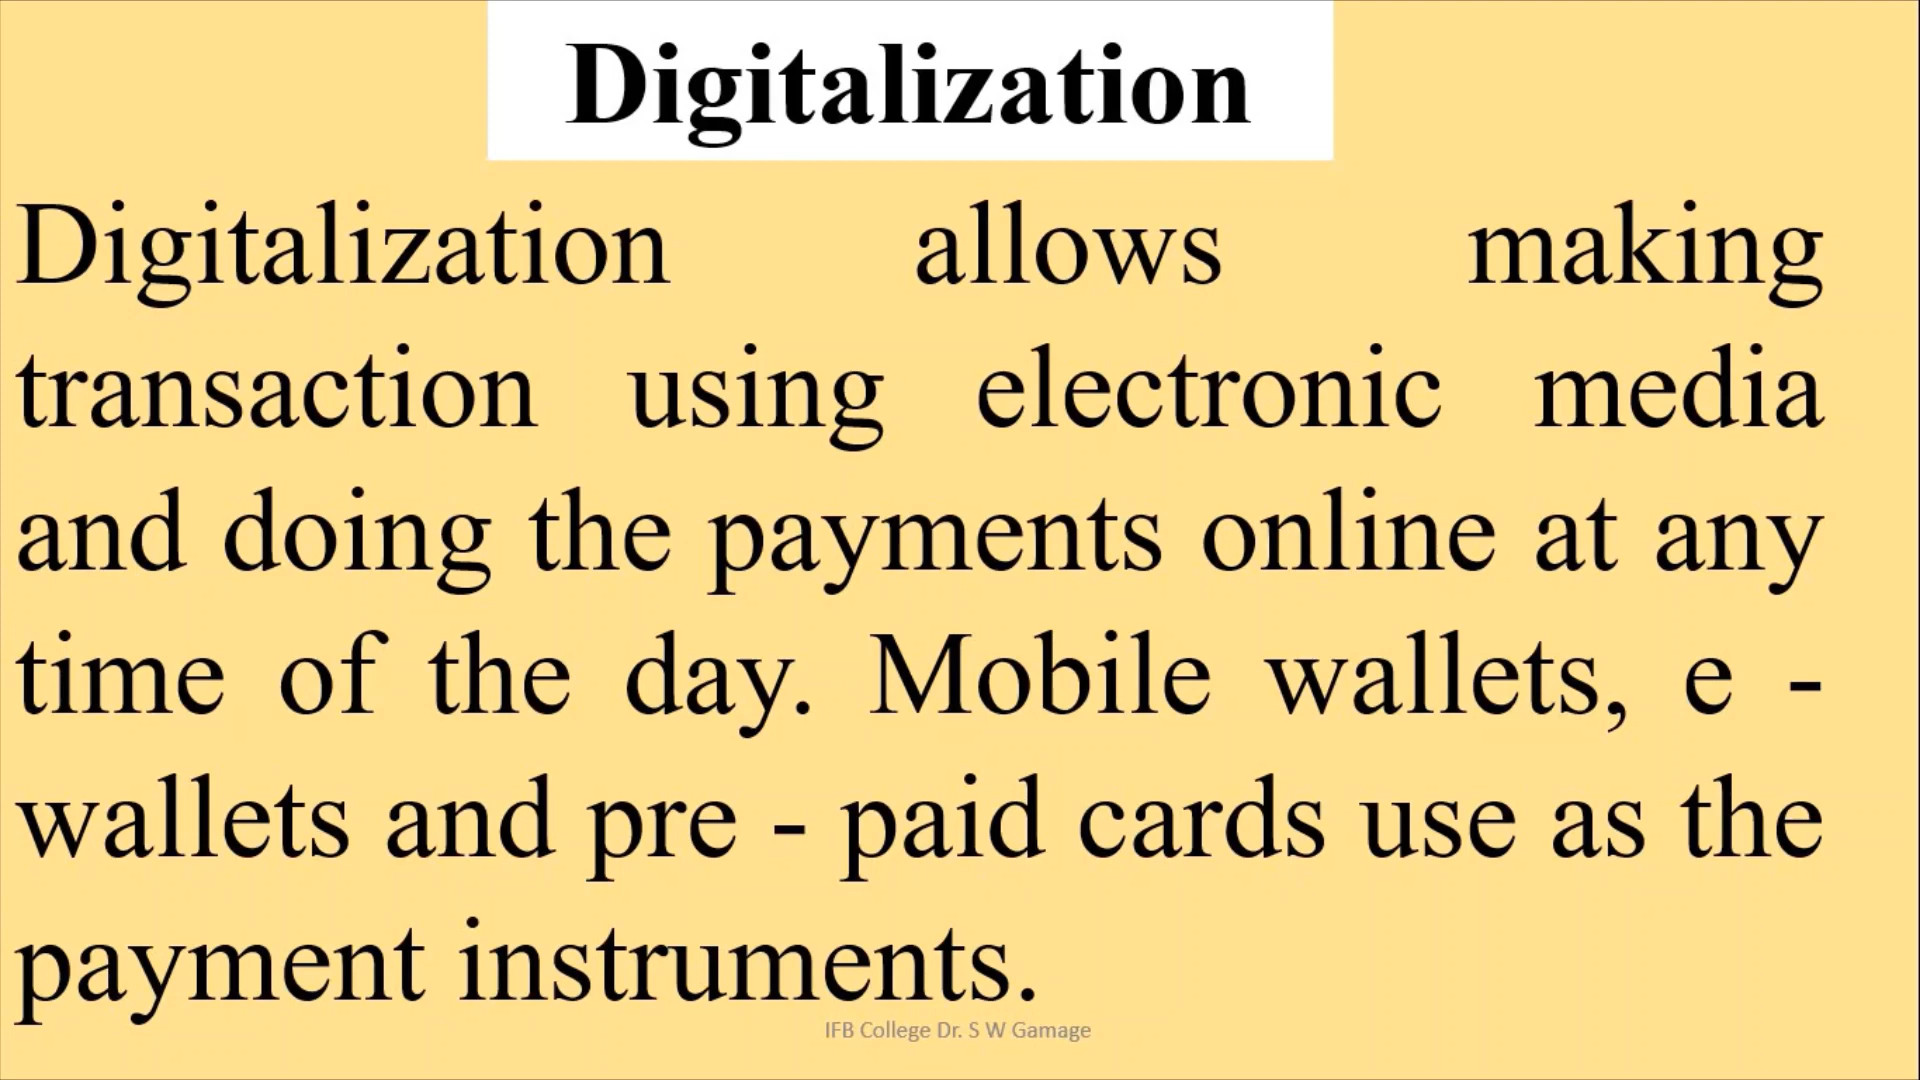 Digitalization
Digitalization allows making
transaction using electronic media
and doing the payments online at any
time of the day. Mobile wallets, e -
wallets and pre - paid cards use as the
payment instruments.
IFB College Dr. S W Gamage